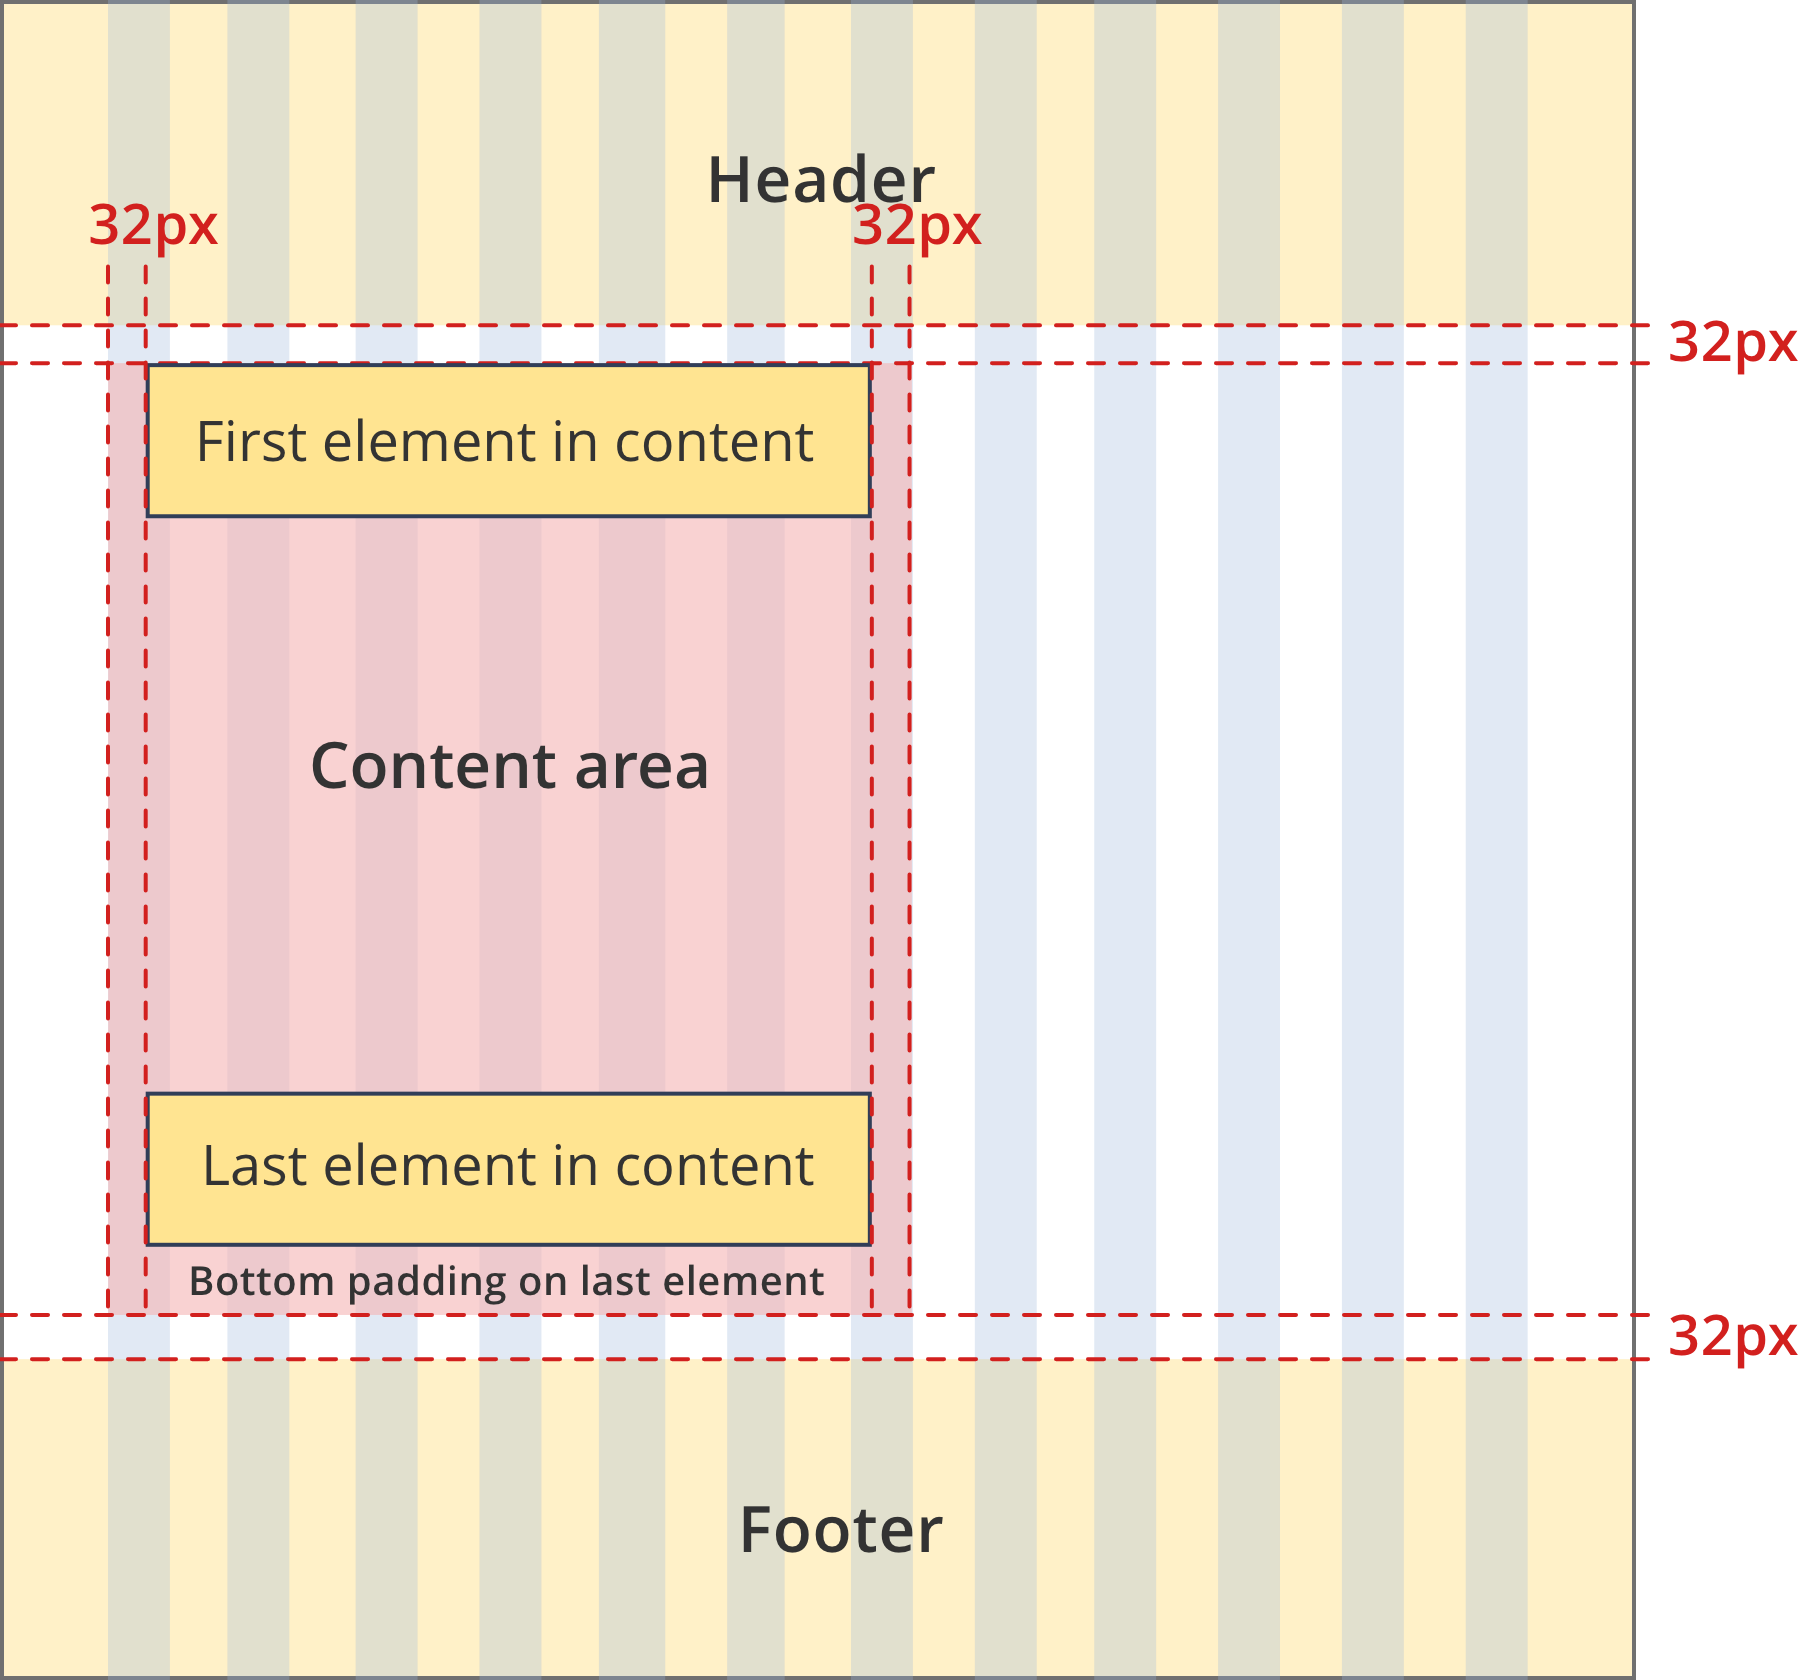 Header
32px
32px
32px
First element in content
Content area
Last element in content
Bottom padding on last element
32px
Footer